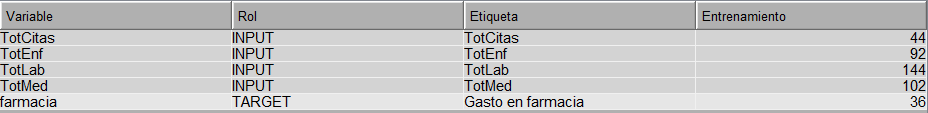 Variable Rol Etiqueta Entrenamiento
TotCitas INPUT TotCitas 44
TotEnf INPUT TotEnf 92
TotLab INPUT TotLab 144
TotMed INPUT TotMed 102
farmacia TARGET Gasto en farmacia 36